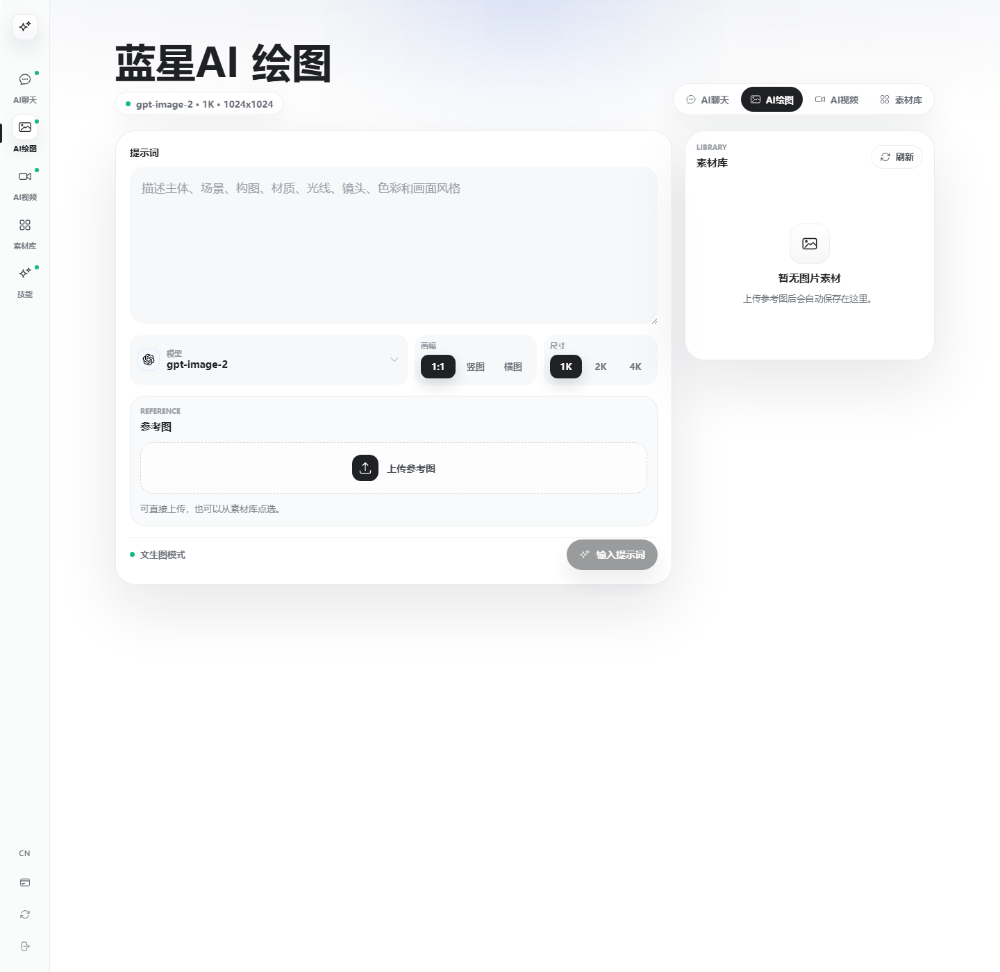 AI聊天
AI绘图
AI视频
素材库
技能
CN
蓝星AI 绘图
gpt-image-2 • 1K • 1024x1024
AI聊天 AI绘图 AI视频 素材库
提示词
描述主体、场景、构图、材质、光线、镜头、色彩和画面风格
模型
gpt-image-2
画幅
1:1 竖图 横图
尺寸
1K 2K 4K
REFERENCE
参考图
上传参考图
可直接上传，也可以从素材库点选。
文生图模式
输入提示词
LIBRARY
素材库
刷新
暂无图片素材
上传参考图后会自动保存在这里。